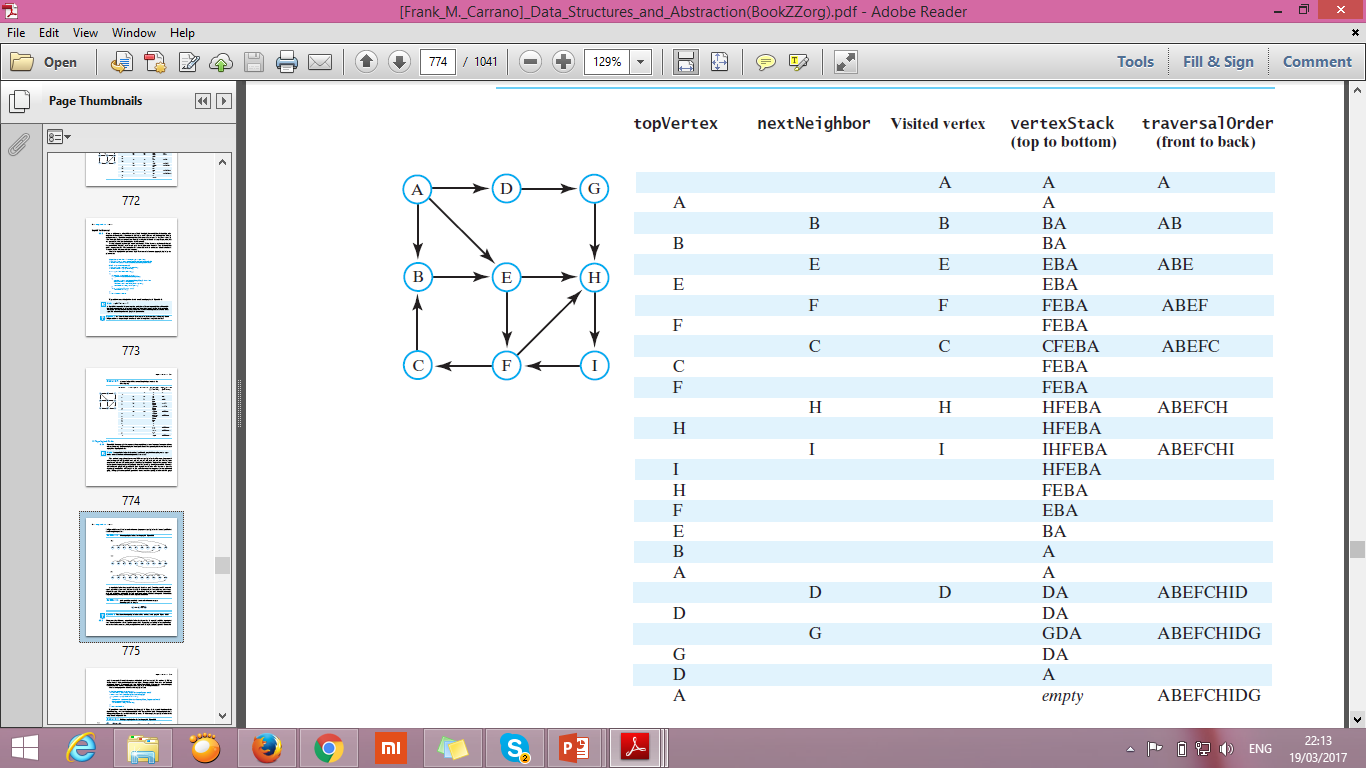 [Frank_M._Carrano]_Data_Structures_and_Abstraction(BookZZorg).pdf - Adobe Reader
File Edit View Window Help
Open 774 / 1041 129% Tools Fill & Sign Comment
Page Thumbnails
772
773
774
775
topVertex nextNeighbor Visited vertex vertexStack traversalOrder
(top to bottom) (front to back)
A D G
B E H
C F I
A A A
A A
B B BA AB
B BA
E E EBA ABE
E EBA
F F FEBA ABEF
F FEBA
C C CFEBA ABEFC
C FEBA
F FEBA
H H HFEBA ABEFCH
H HFEBA
I I IHFEBA ABEFCHI
I HFEBA
H FEBA
F EBA
E BA
B A
A A
D D DA ABEFCHID
D DA
G GDA ABEFCHIDG
G DA
D A
A empty ABEFCHIDG
mi S 2 P
ENG 22:13
19/03/2017